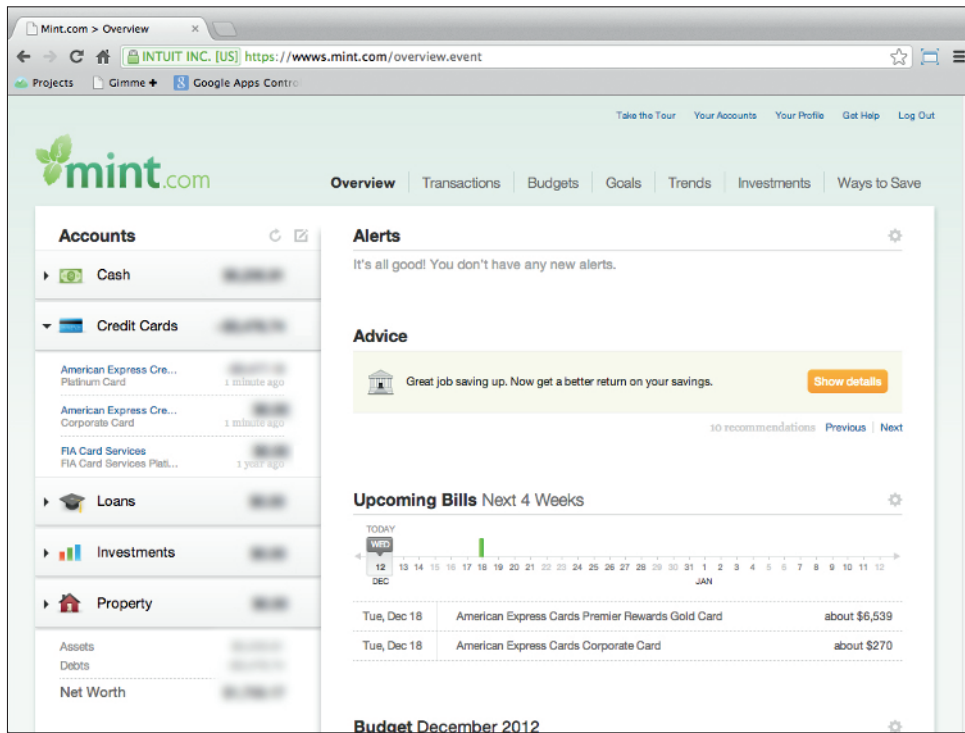 Mint.com > Overview
INTUIT INC. [US] https://wwws.mint.com/overview.event
Projects Gimme + Google Apps Contro
Take the Tour Your Accounts Your Profile Get Help Log Out
mint.com
Overview Transactions Budgets Goals Trends Investments Ways to Save
Accounts
Cash
Credit Cards
American Express Cre...
Platinum Card 1 minute ago
American Express Cre...
Corporate Card 1 minute ago
FIA Card Services
FIA Card Services Plati... 1 year ago
Loans
Investments
Property
Assets
Debts
Net Worth
Alerts
It's all good! You don't have any new alerts.
Advice
Great job saving up. Now get a better return on your savings. Show details
10 recommendations Previous Next
Upcoming Bills Next 4 Weeks
TODAY
WED
12 13 14 15 16 17 18 19 20 21 22 23 24 25 26 27 28 29 30 31 1 2 3 4 5 6 7 8 9 10 11 12
DEC JAN
Tue, Dec 18 American Express Cards Premier Rewards Gold Card about $6,539
Tue, Dec 18 American Express Cards Corporate Card about $270
Budget December 2012